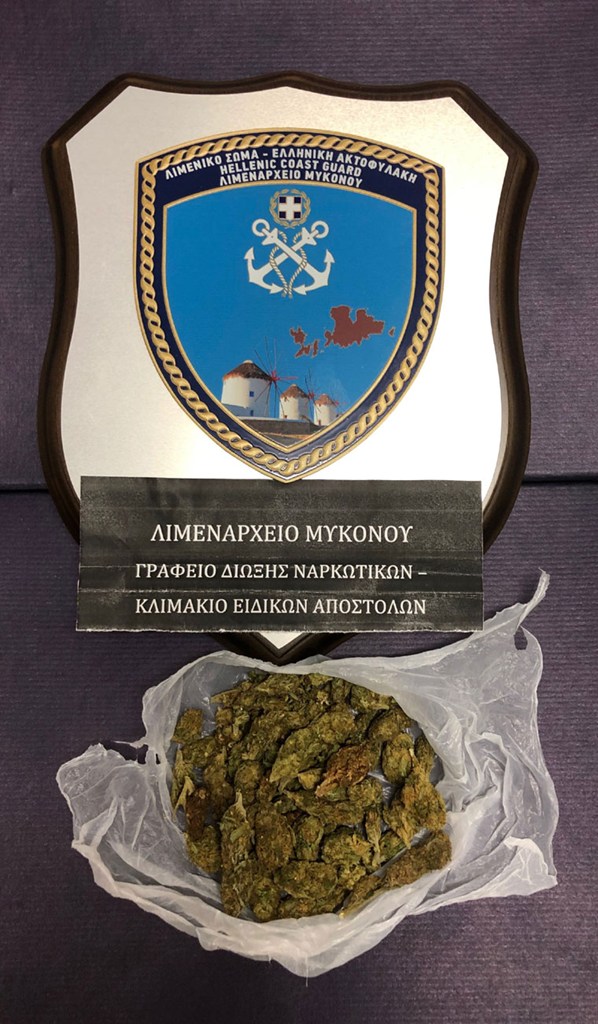 ΛΙΜΕΝΙΚΟ ΣΩΜΑ - ΕΛΛΗΝΙΚΗ ΑΚΤΟΦΥΛΑΚΗ
HELLENIC COAST GUARD
ΛΙΜΕΝΑΡΧΕΙΟ ΜΥΚΟΝΟΥ
ΛΙΜΕΝΑΡΧΕΙΟ ΜΥΚΟΝΟΥ
ΓΡΑΦΕΙΟ ΔΙΩΞΗΣ ΝΑΡΚΩΤΙΚΩΝ –
ΚΛΙΜΑΚΙΟ ΕΙΔΙΚΩΝ ΑΠΟΣΤΟΛΩΝ